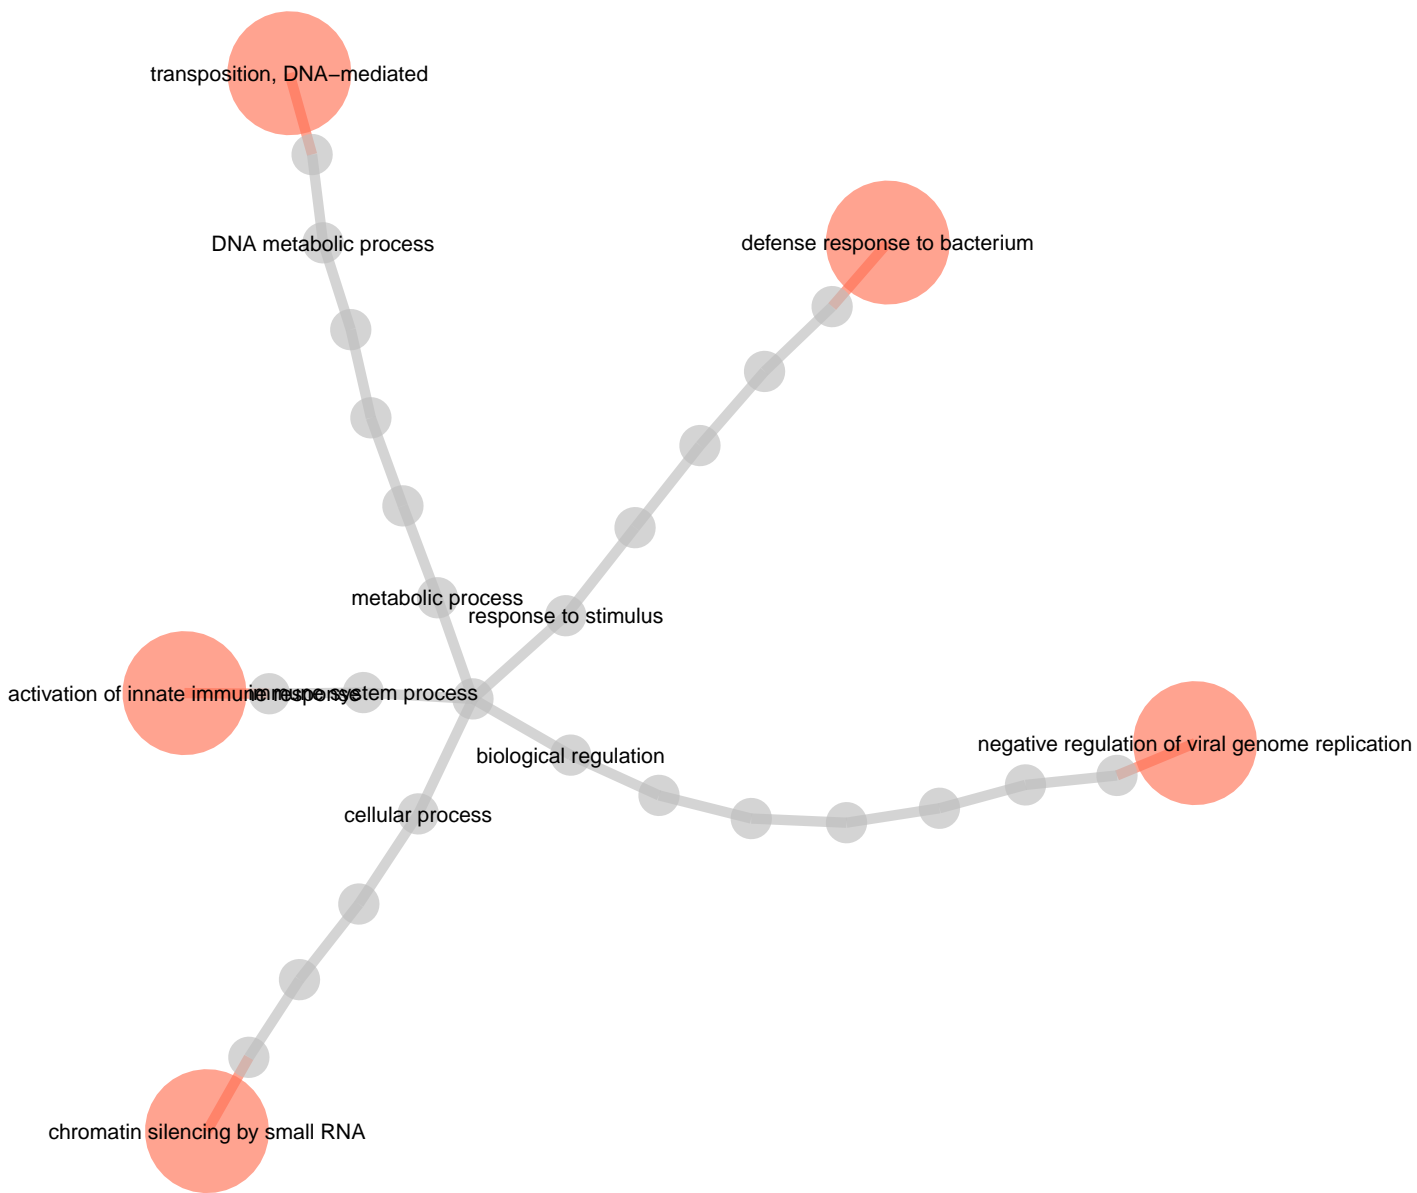 transposition, DNA−mediated
DNA metabolic process
defense response to bacterium
metabolic process
response to stimulus
activation of innate immune response
immune system process
biological regulation
negative regulation of viral genome replication
cellular process
chromatin silencing by small RNA